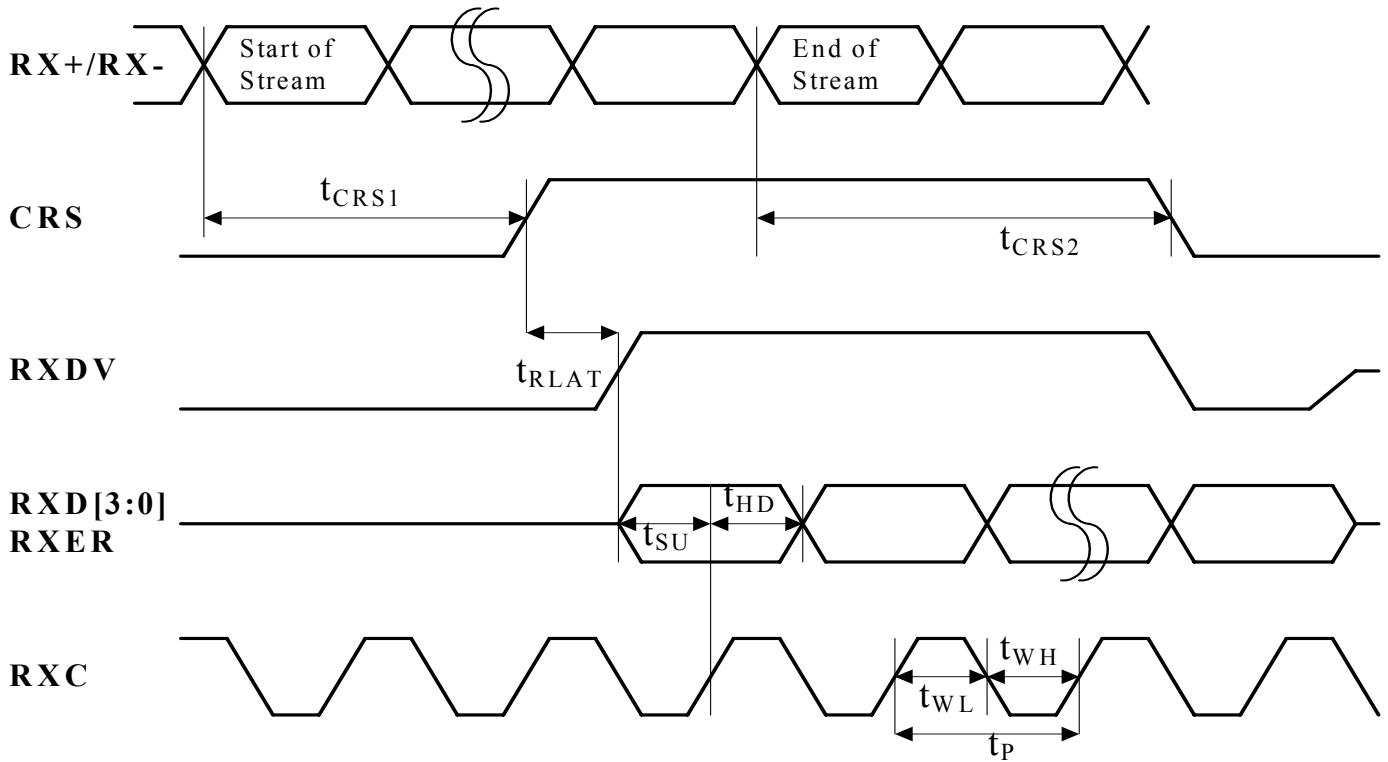 RX+/RX-
Start of
Stream
End of
Stream
CRS
tCRS1
tCRS2
RXDV
tRLAT
RXD[3:0]
RXER
tSU
tHD
RXC
tWL
tWH
tP